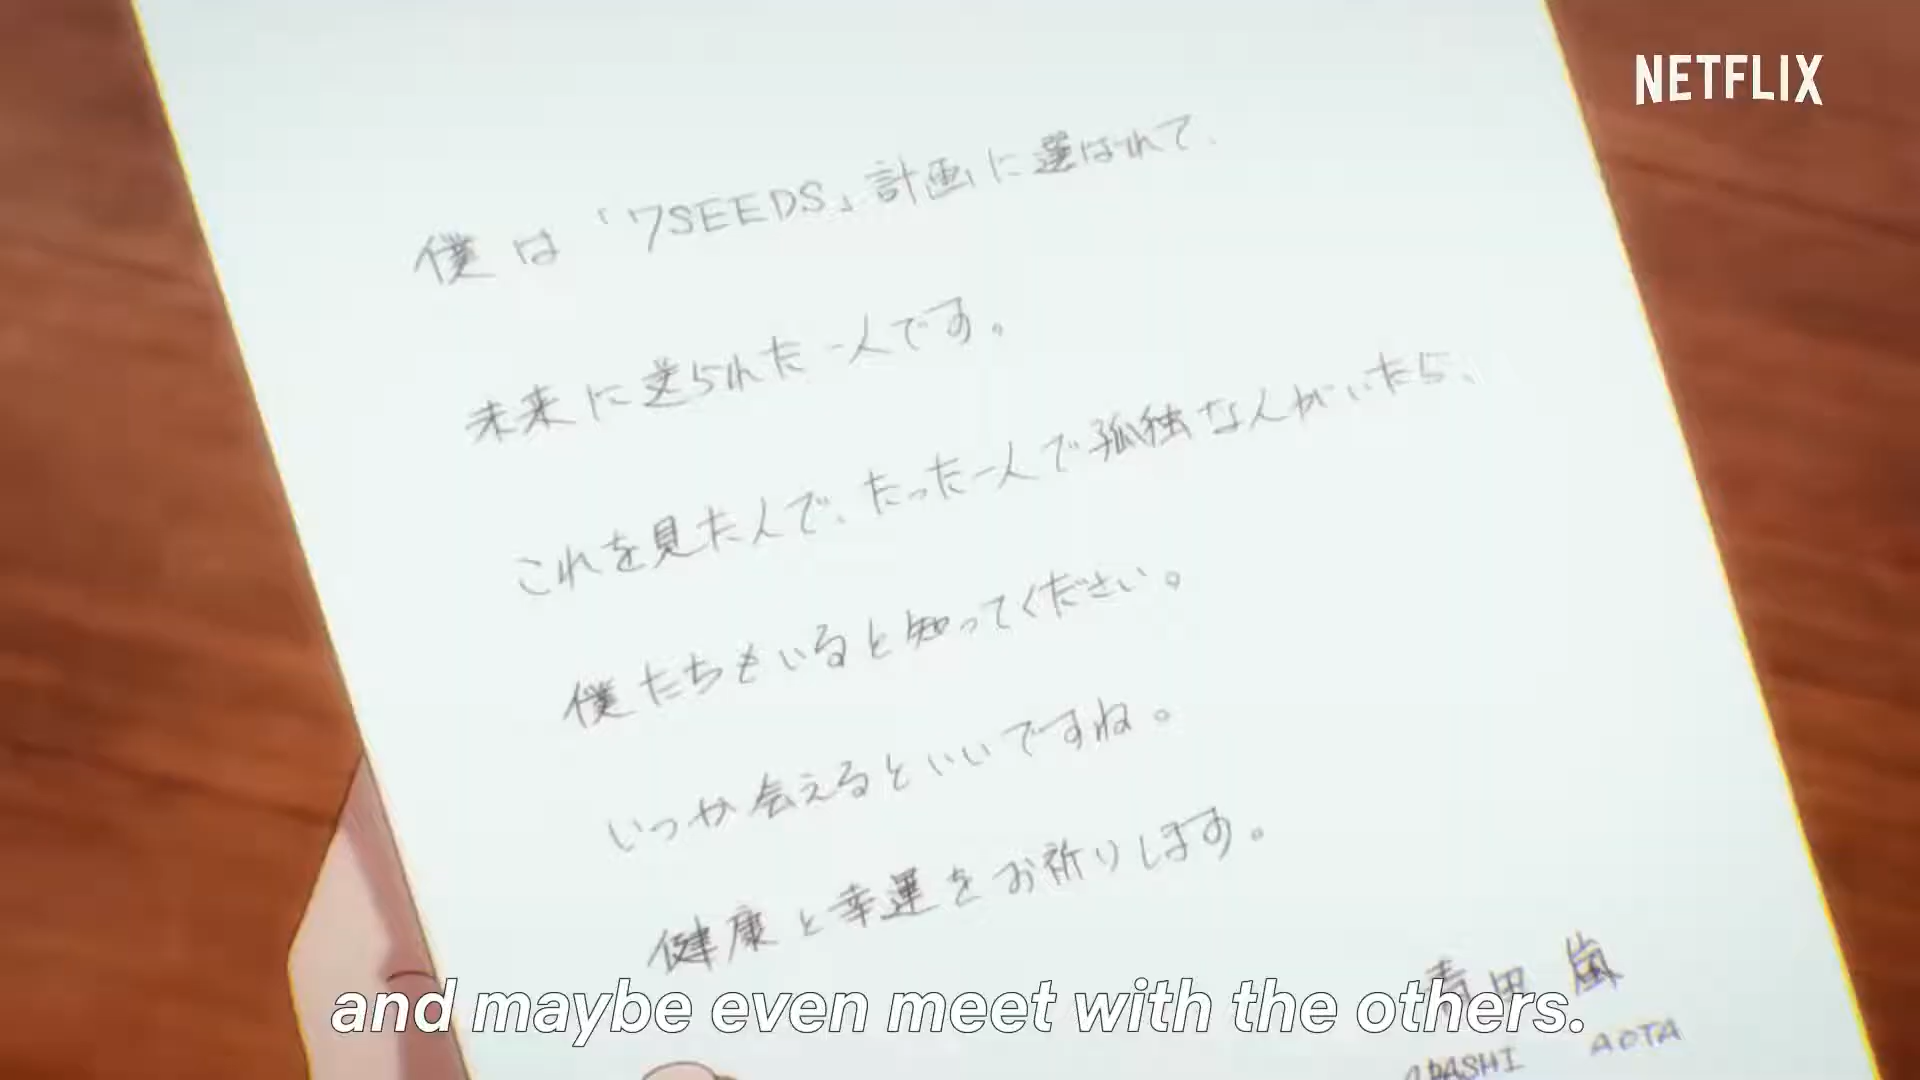 NETFLIX
僕は「7SEEDS」計画に選ばれて、
未来に送られた一人です。
これを見た人で、たった一人で孤独な人がいたら、
僕たちもいると知ってください。
いつか会えるといいですね。
健康と幸運をお祈りします。
青田 嵐
ARASHI AOTA
and maybe even meet with the others.